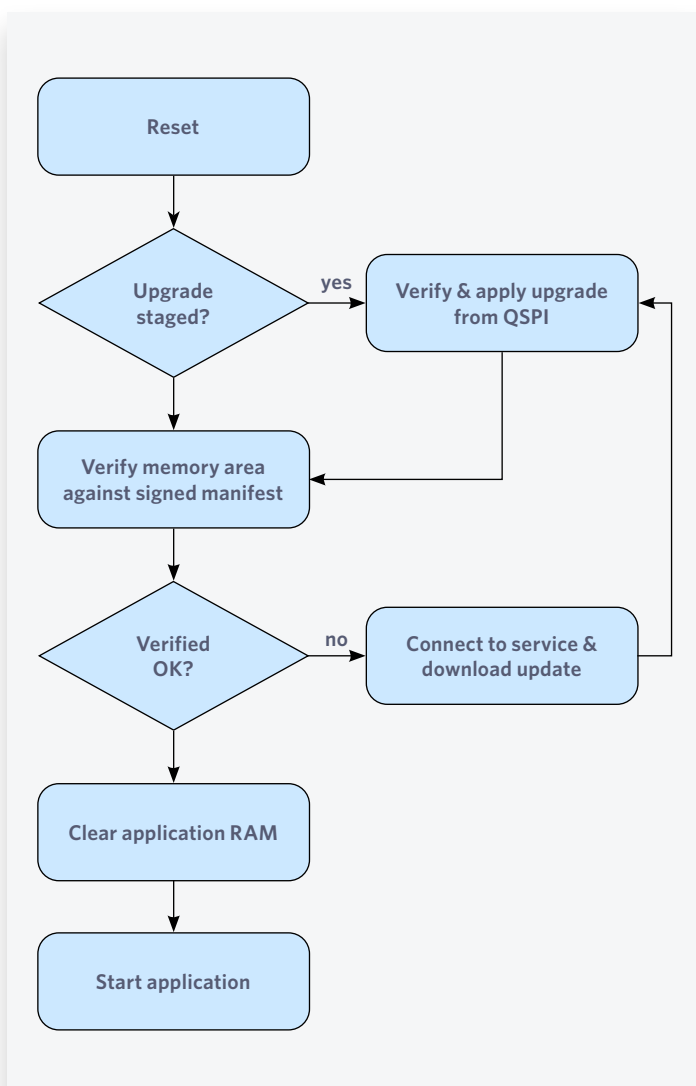 Reset
Upgrade
staged?
yes
Verify & apply upgrade
from QSPI
Verify memory area
against signed manifest
Verified
OK?
no
Connect to service &
download update
Clear application RAM
Start application